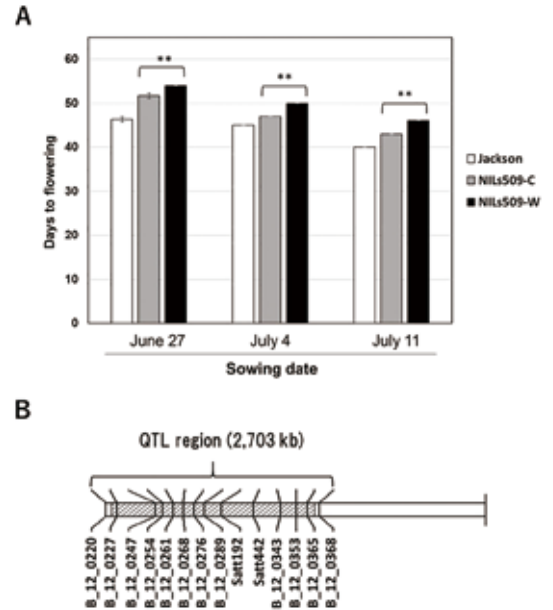 A
60
50
40
30
20
10
0
Days to flowering
**
**
**
Jackson
NILs509-C
NILs509-W
June 27
July 4
July 11
Sowing date
B
QTL region (2,703 kb)
B_12_0220
B_12_0227
B_12_0247
B_12_0254
B_12_0261
B_12_0268
B_12_0276
B_12_0289
Satt192
Satt442
B_12_0343
B_12_0353
B_12_0365
B_12_0368